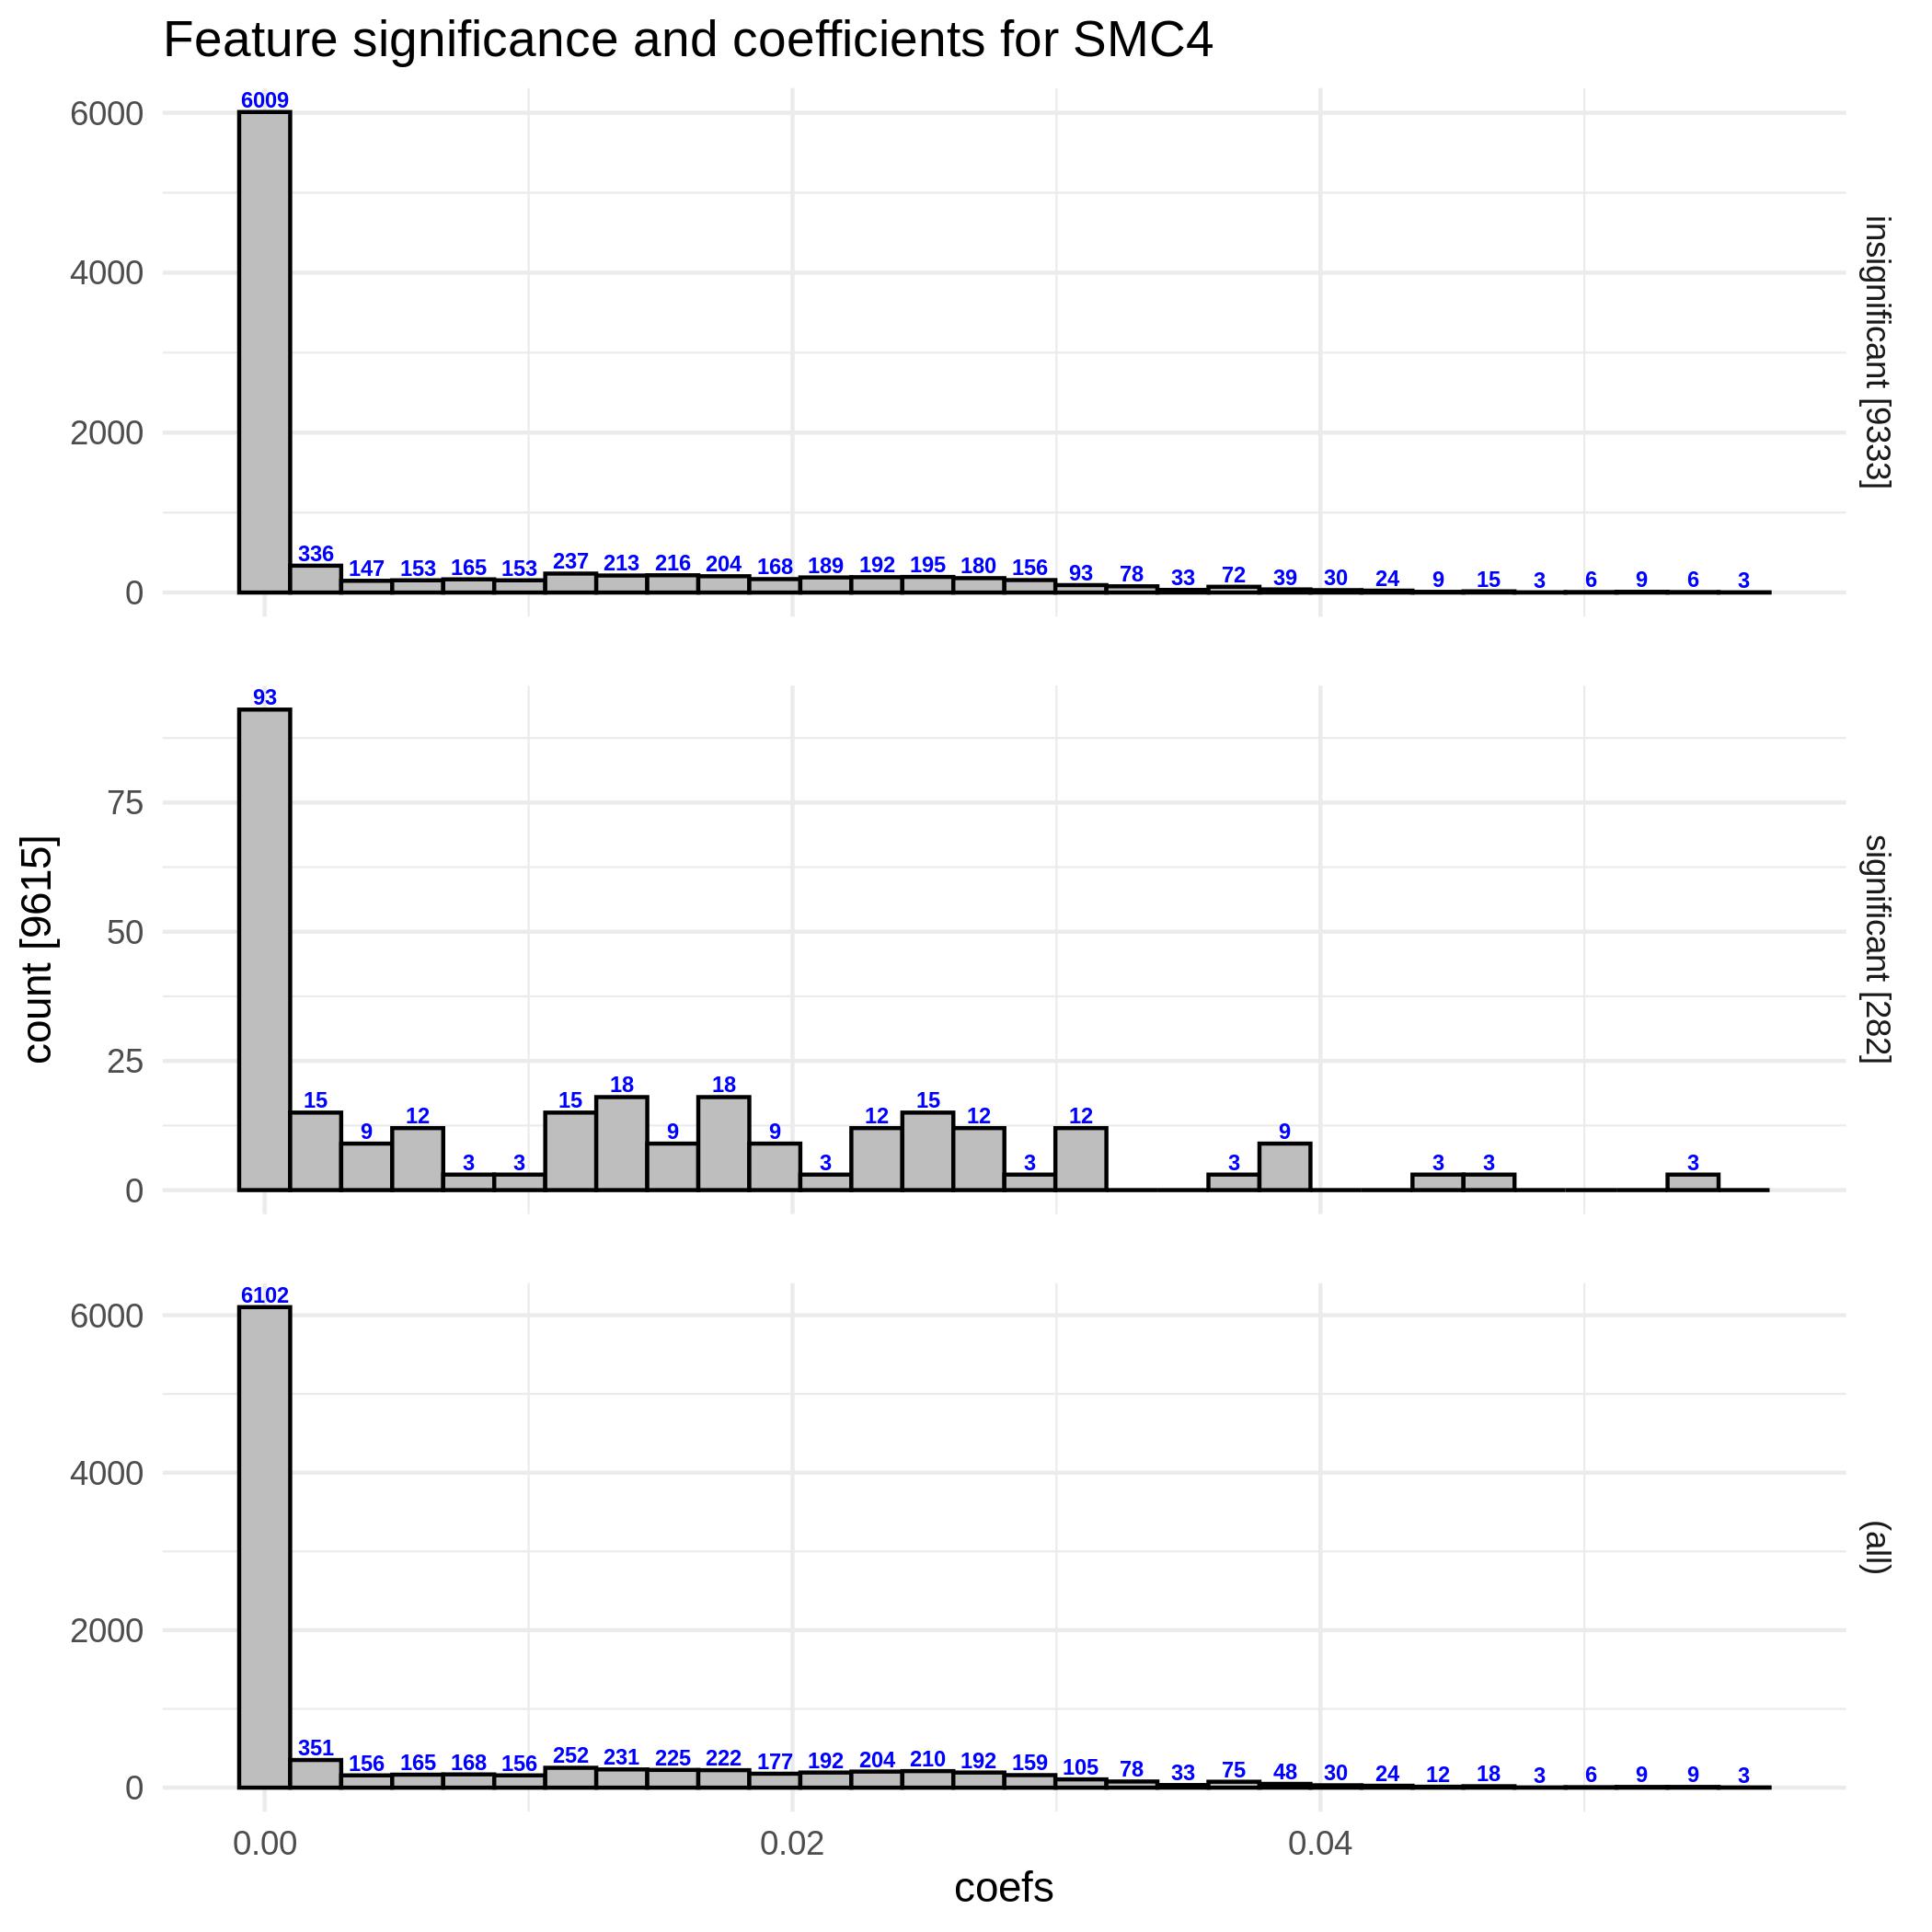 Feature significance and coefficients for SMC4
6009
6000
4000
2000
0
336 147 153 165 153 237 213 216 204 168 189 192 195 180 156 93 78 33 72 39 30 24 9 15 3 6 9 6 3
insignificant [9333]
93
75
50
25
0
15 9 12 3 3 15 18 9 18 9 3 12 15 12 3 12 3 9 3 3 3
significant [282]
count [9615]
6102
6000
4000
2000
0
351 156 165 168 156 252 231 225 222 177 192 204 210 192 159 105 78 33 75 48 30 24 12 18 3 6 9 9 3
(all)
0.00 0.02 0.04
coefs